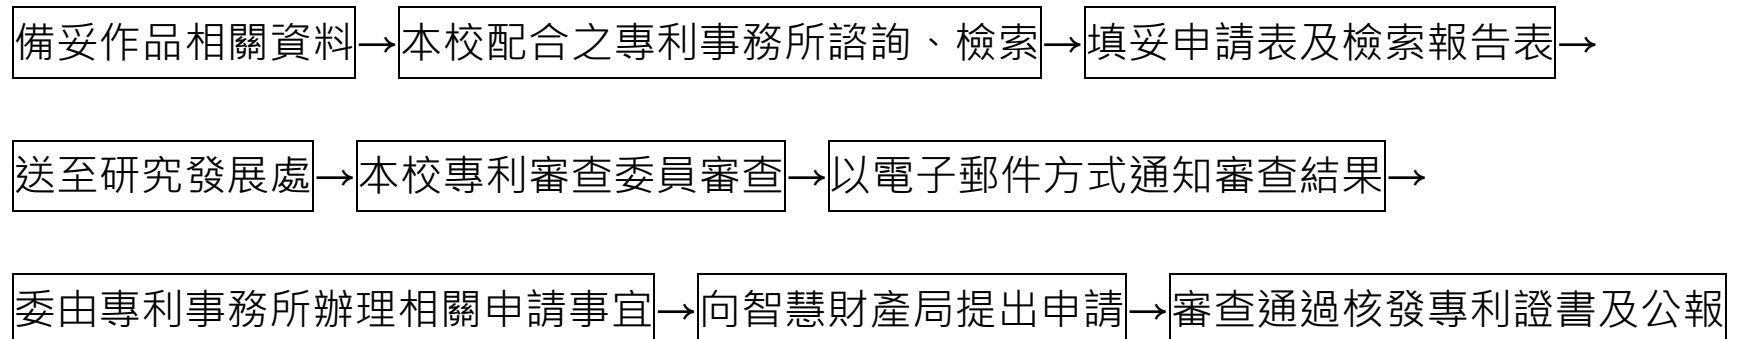 備妥作品相關資料→本校配合之專利事務所諮詢、檢索→填妥申請表及檢索報告表→
送至研究發展處→本校專利審查委員審查→以電子郵件方式通知審查結果→
委由專利事務所辦理相關申請事宜→向智慧財產局提出申請→審查通過核發專利證書及公報